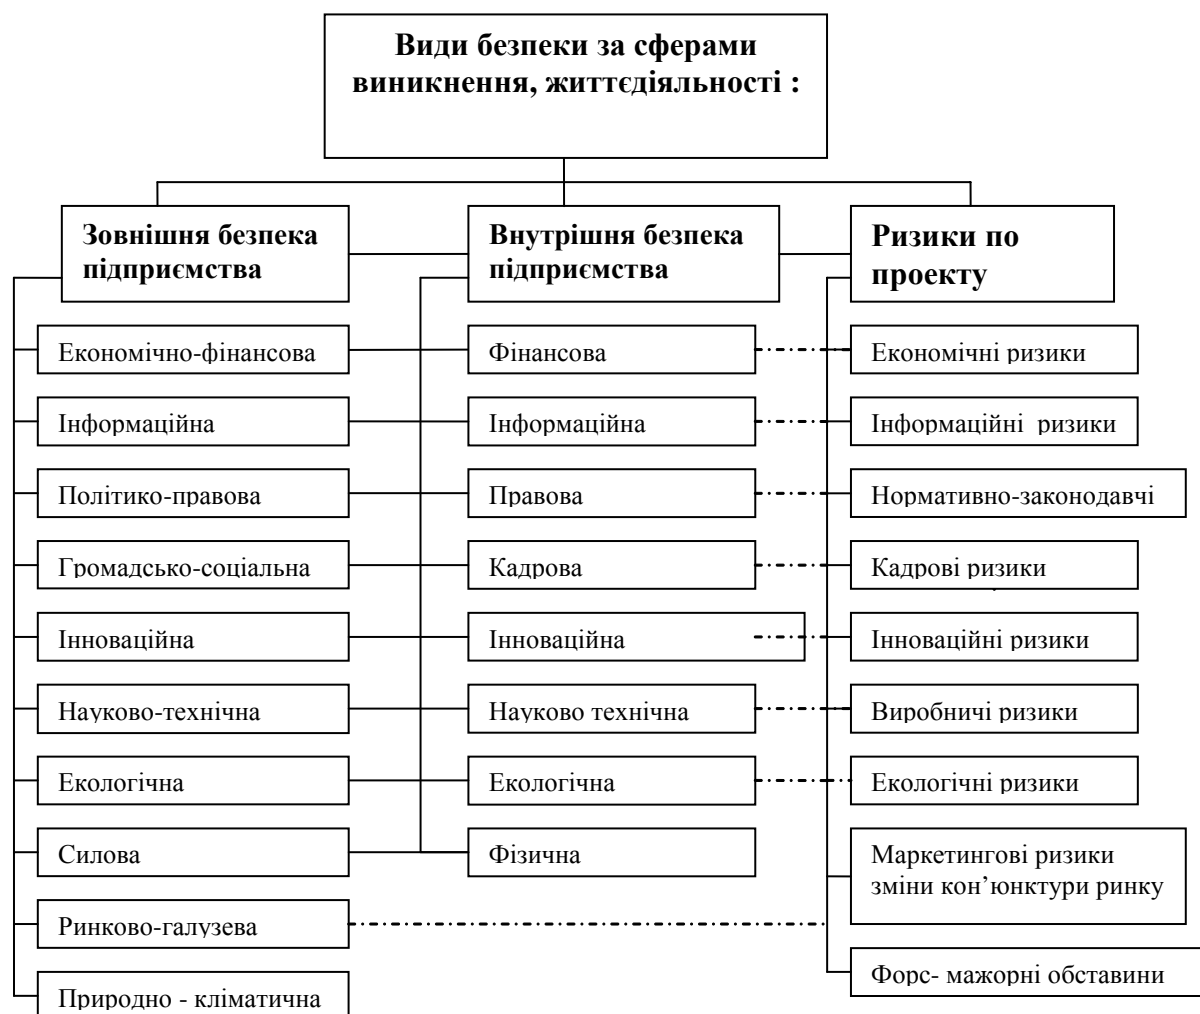 Види безпеки за сферами
виникнення, життєдіяльності :
Зовнішня безпека
підприємства
Внутрішня безпека
підприємства
Ризики по
проекту
Економічно-фінансова
Фінансова
Економічні ризики
Інформаційна
Інформаційна
Інформаційні ризики
Політико-правова
Правова
Нормативно-законодавчі
Громадсько-соціальна
Кадрова
Кадрові ризики
Інноваційна
Інноваційна
Інноваційні ризики
Науково-технічна
Науково технічна
Виробничі ризики
Екологічна
Екологічна
Екологічні ризики
Силова
Фізична
Маркетингові ризики
зміни кон’юнктури ринку
Ринково-галузева
Форс- мажорні обставини
Природно - кліматична